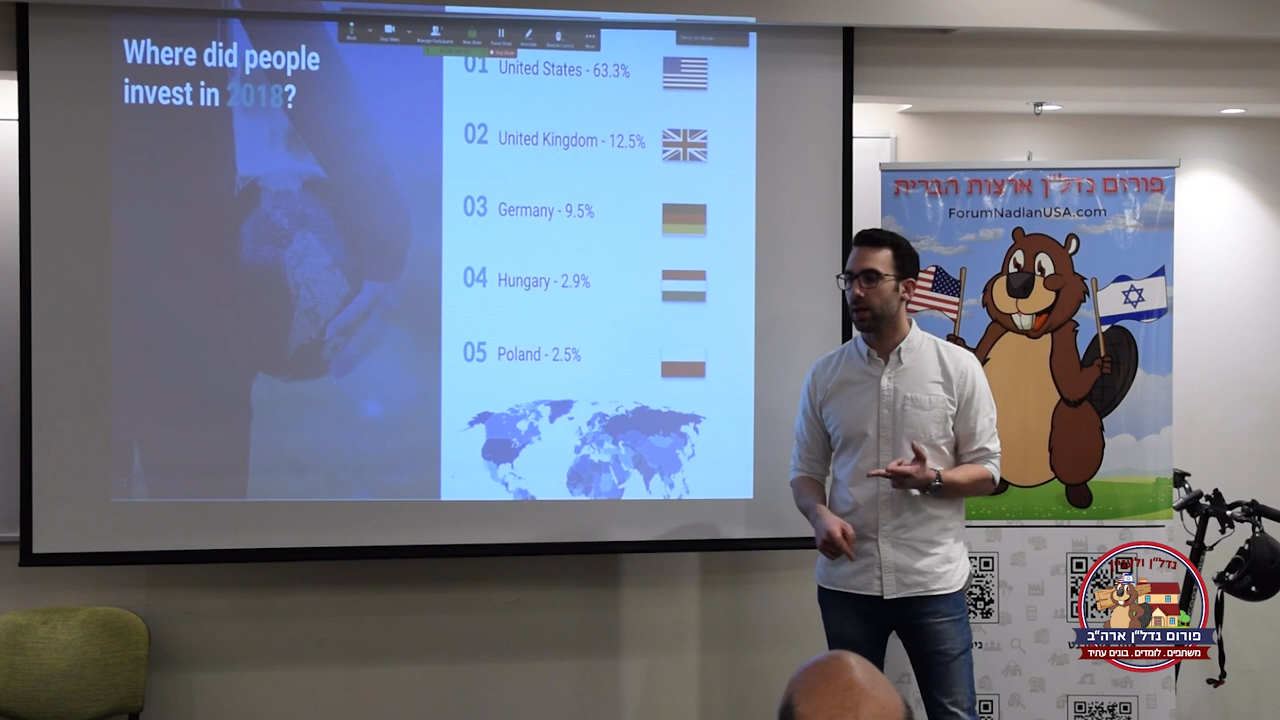 Where did people
invest in 2018?
01 United States - 63.3%
02 United Kingdom - 12.5%
03 Germany - 9.5%
04 Hungary - 2.9%
05 Poland - 2.5%
פורום נדל"ן ארצות הברית
ForumNadlanUSA.com
פורום נדל"ן ארה"ב
משתפים. לומדים. בונים עתיד